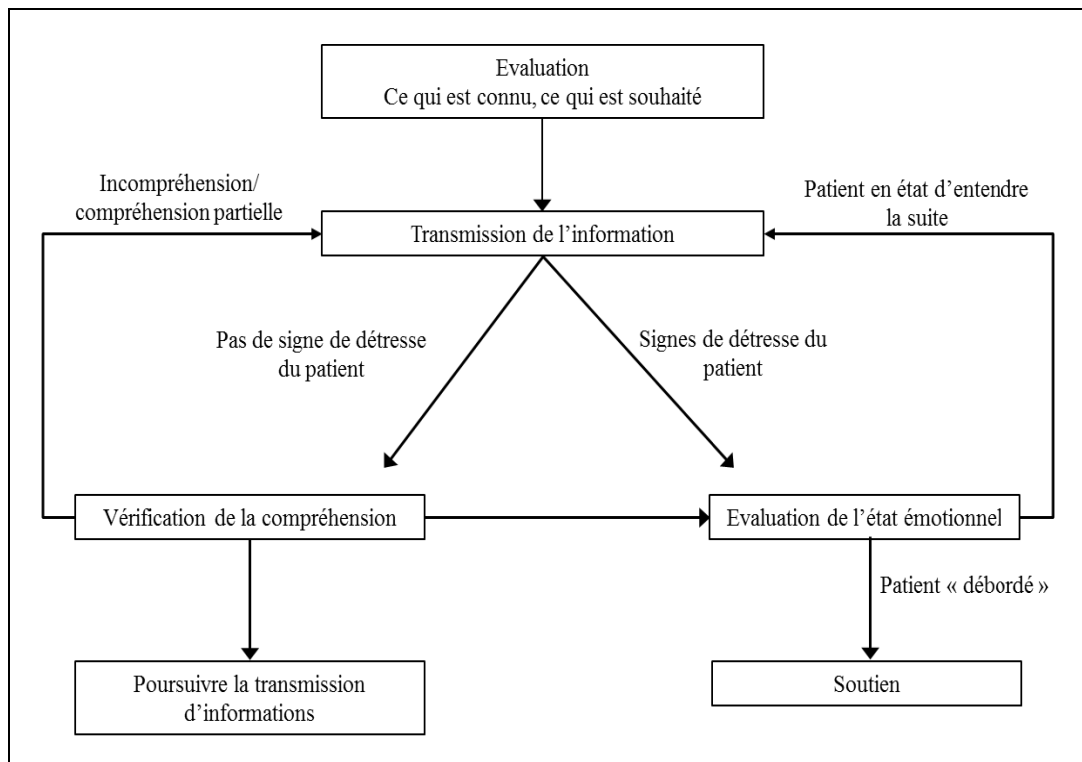 Evaluation
Ce qui est connu, ce qui est souhaité
Incompréhension/
compréhension partielle
Patient en état d’entendre
la suite
Transmission de l’information
Pas de signe de détresse
du patient
Signes de détresse du
patient
Vérification de la compréhension
Evaluation de l’état émotionnel
Patient « débordé »
Poursuivre la transmission
d’informations
Soutien